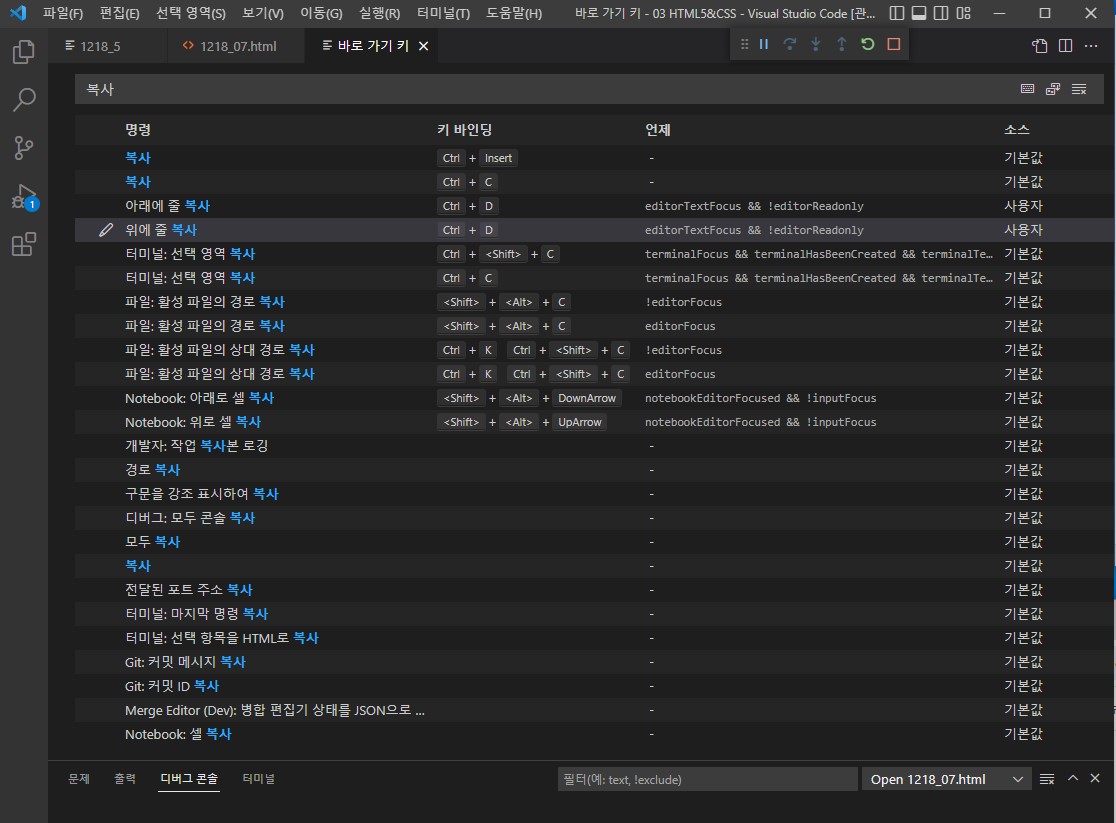 파일(F) 편집(E) 선택 영역(S) 보기(V) 이동(G) 실행(R) 터미널(T) 도움말(H) 바로 가기 키 - 03 HTML5&CSS - Visual Studio Code [관...
1218_5 1218_07.html 바로 가기 키
복사
명령 키 바인딩 언제 소스
복사 Ctrl + Insert - 기본값
복사 Ctrl + C - 기본값
아래에 줄 복사 Ctrl + D editorTextFocus && !editorReadonly 사용자
위에 줄 복사 Ctrl + D editorTextFocus && !editorReadonly 사용자
터미널: 선택 영역 복사 Ctrl + <Shift> + C terminalFocus && terminalHasBeenCreated && terminalTe... 기본값
터미널: 선택 영역 복사 Ctrl + C terminalFocus && terminalHasBeenCreated && terminalTe... 기본값
파일: 활성 파일의 경로 복사 <Shift> + <Alt> + C !editorFocus 기본값
파일: 활성 파일의 경로 복사 <Shift> + <Alt> + C editorFocus 기본값
파일: 활성 파일의 상대 경로 복사 Ctrl + K Ctrl + <Shift> + C !editorFocus 기본값
파일: 활성 파일의 상대 경로 복사 Ctrl + K Ctrl + <Shift> + C editorFocus 기본값
Notebook: 아래로 셀 복사 <Shift> + <Alt> + DownArrow notebookEditorFocused && !inputFocus 기본값
Notebook: 위로 셀 복사 <Shift> + <Alt> + UpArrow notebookEditorFocused && !inputFocus 기본값
개발자: 작업 복사본 로깅 - 기본값
경로 복사 - 기본값
구문을 강조 표시하여 복사 - 기본값
디버그: 모두 콘솔 복사 - 기본값
모두 복사 - 기본값
복사 - 기본값
전달된 포트 주소 복사 - 기본값
터미널: 마지막 명령 복사 - 기본값
터미널: 선택 항목을 HTML로 복사 - 기본값
Git: 커밋 메시지 복사 - 기본값
Git: 커밋 ID 복사 - 기본값
Merge Editor (Dev): 병합 편집기 상태를 JSON으로 ... - 기본값
Notebook: 셀 복사 - 기본값
문제 출력 디버그 콘솔 터미널 필터(예: text, !exclude) Open 1218_07.html
1